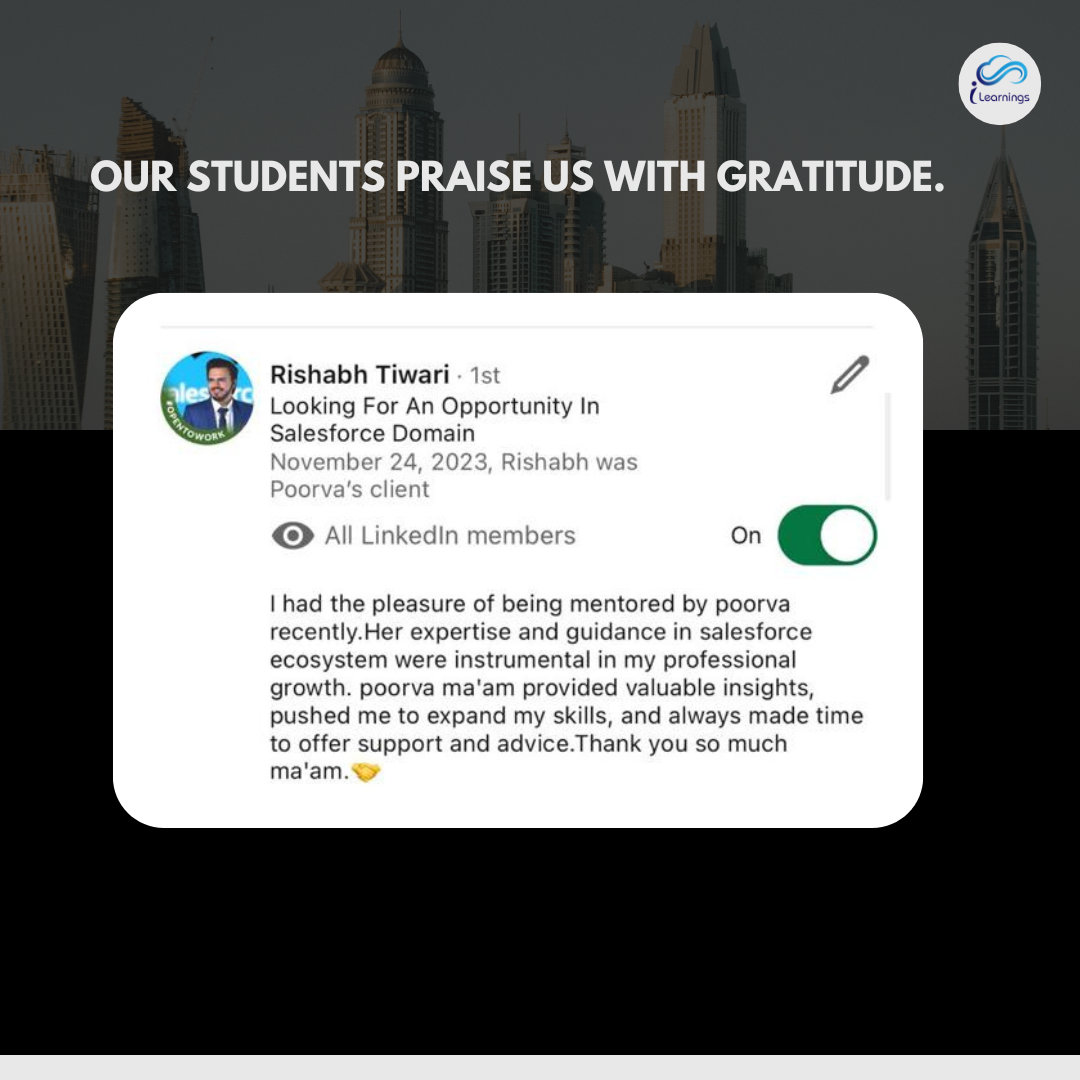 iLearnings
OUR STUDENTS PRAISE US WITH GRATITUDE.
Rishabh Tiwari · 1st
Looking For An Opportunity In
Salesforce Domain
November 24, 2023, Rishabh was
Poorva's client
All LinkedIn members
On
#OPENTOWORK
I had the pleasure of being mentored by poorva
recently.Her expertise and guidance in salesforce
ecosystem were instrumental in my professional
growth. poorva ma'am provided valuable insights,
pushed me to expand my skills, and always made time
to offer support and advice.Thank you so much
ma'am.🤝